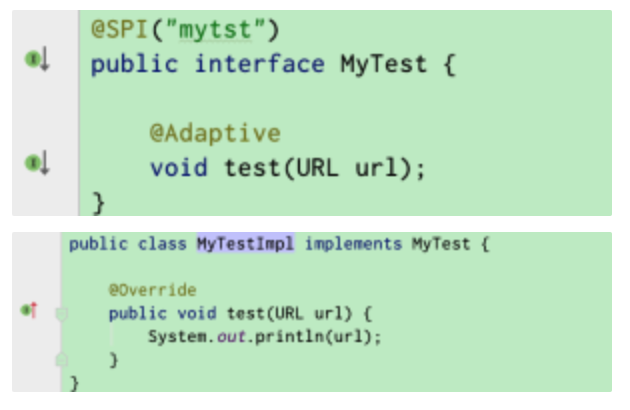 @SPI("mytst")
public interface MyTest {
@Adaptive
void test(URL url);
}
public class MyTestImpl implements MyTest {
@Override
public void test(URL url) {
System.out.println(url);
}
}